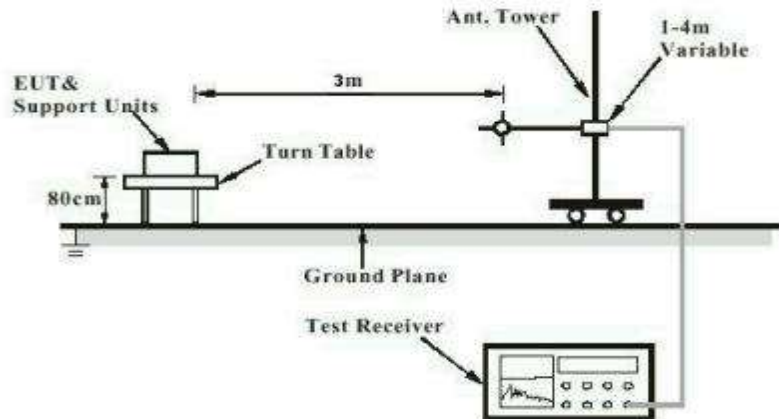 Ant. Tower
1-4m
Variable
EUT&
Support Units
3m
Turn Table
80cm
Ground Plane
Test Receiver